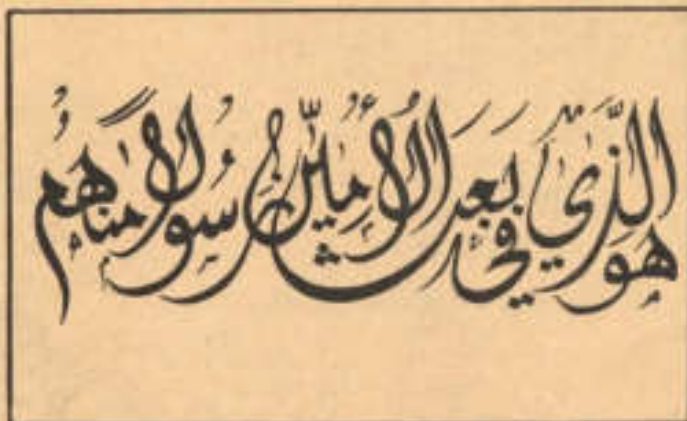 هُوَ الَّذِي بَعَثَ فِي الْأُمِّيِّينَ رَسُولًا مِنْهُمْ